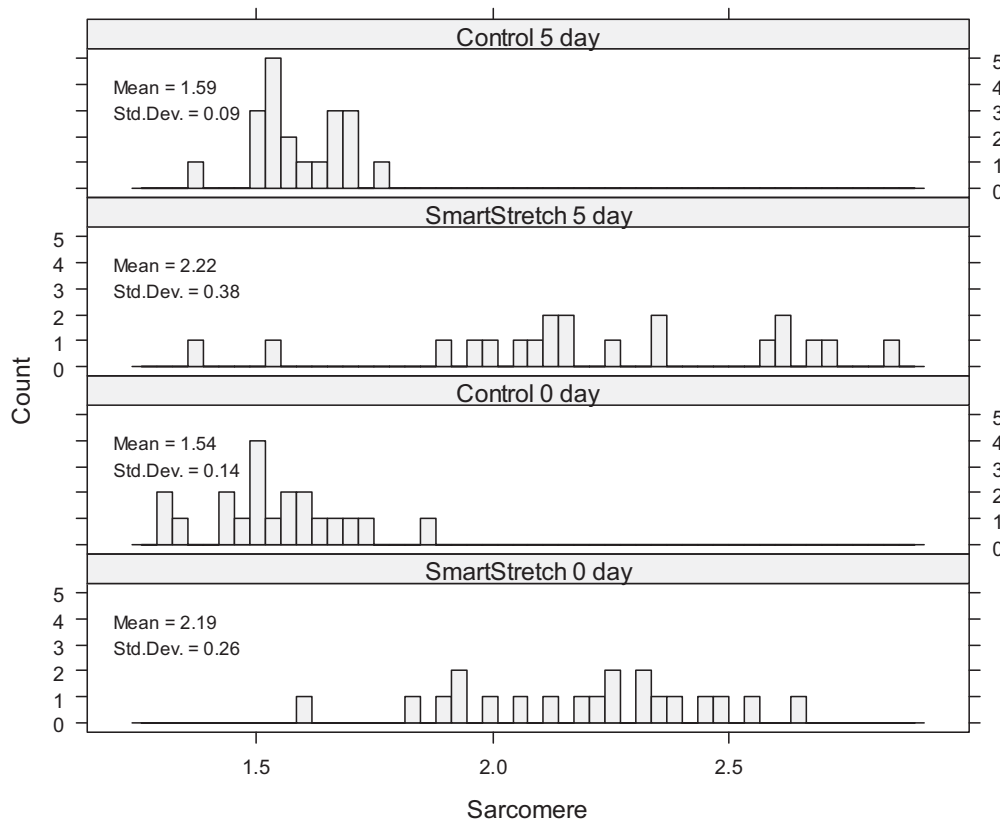 Control 5 day
Mean = 1.59
Std.Dev. = 0.09
5
4
3
2
1
0
SmartStretch 5 day
Mean = 2.22
Std.Dev. = 0.38
5
4
3
2
1
0
Control 0 day
Mean = 1.54
Std.Dev. = 0.14
5
4
3
2
1
0
SmartStretch 0 day
Mean = 2.19
Std.Dev. = 0.26
5
4
3
2
1
0
Count
1.5 2.0 2.5
Sarcomere